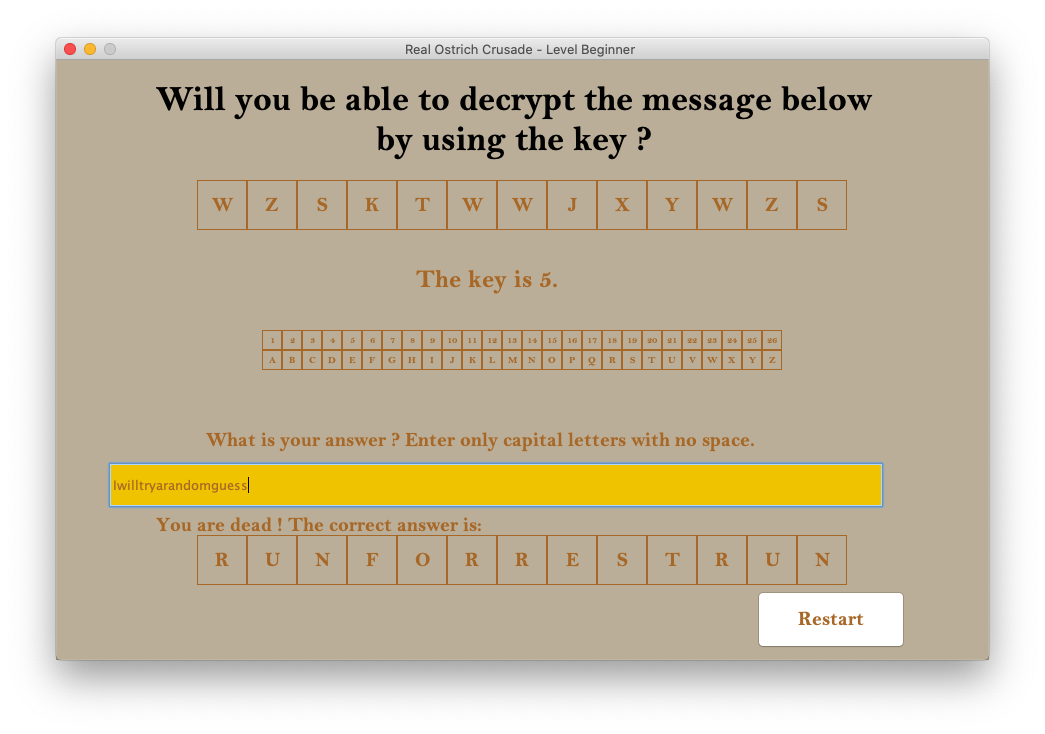 Real Ostrich Crusade - Level Beginner
Will you be able to decrypt the message below
by using the key ?
W Z S K T W W J X Y W Z S
The key is 5.
1 2 3 4 5 6 7 8 9 10 11 12 13 14 15 16 17 18 19 20 21 22 23 24 25 26
A B C D E F G H I J K L M N O P Q R S T U V W X Y Z
What is your answer ? Enter only capital letters with no space.
Iwilltryarandomguess
You are dead ! The correct answer is:
R U N F O R R E S T R U N
Restart